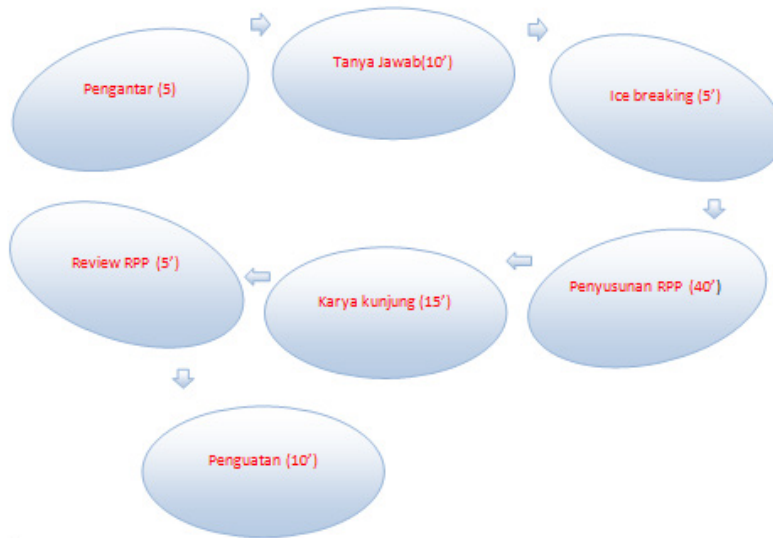 Pengantar (5)
Tanya Jawab(10’)
Ice breaking (5’)
Penyusunan RPP (40’)
Karya kunjung (15’)
Review RPP (5’)
Penguatan (10’)